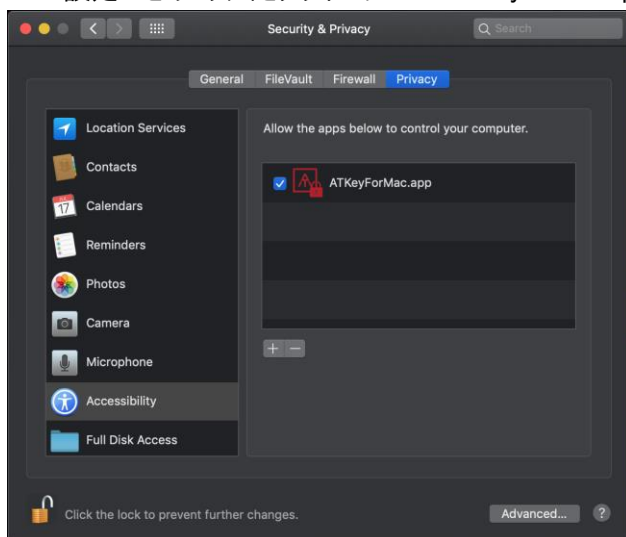 Security & Privacy
Search
General FileVault Firewall Privacy
Location Services
Contacts
17
Calendars
Reminders
Photos
Camera
Microphone
Accessibility
Full Disk Access
Allow the apps below to control your computer.
ATKeyForMac.app
+ −
Click the lock to prevent further changes.
Advanced...
?